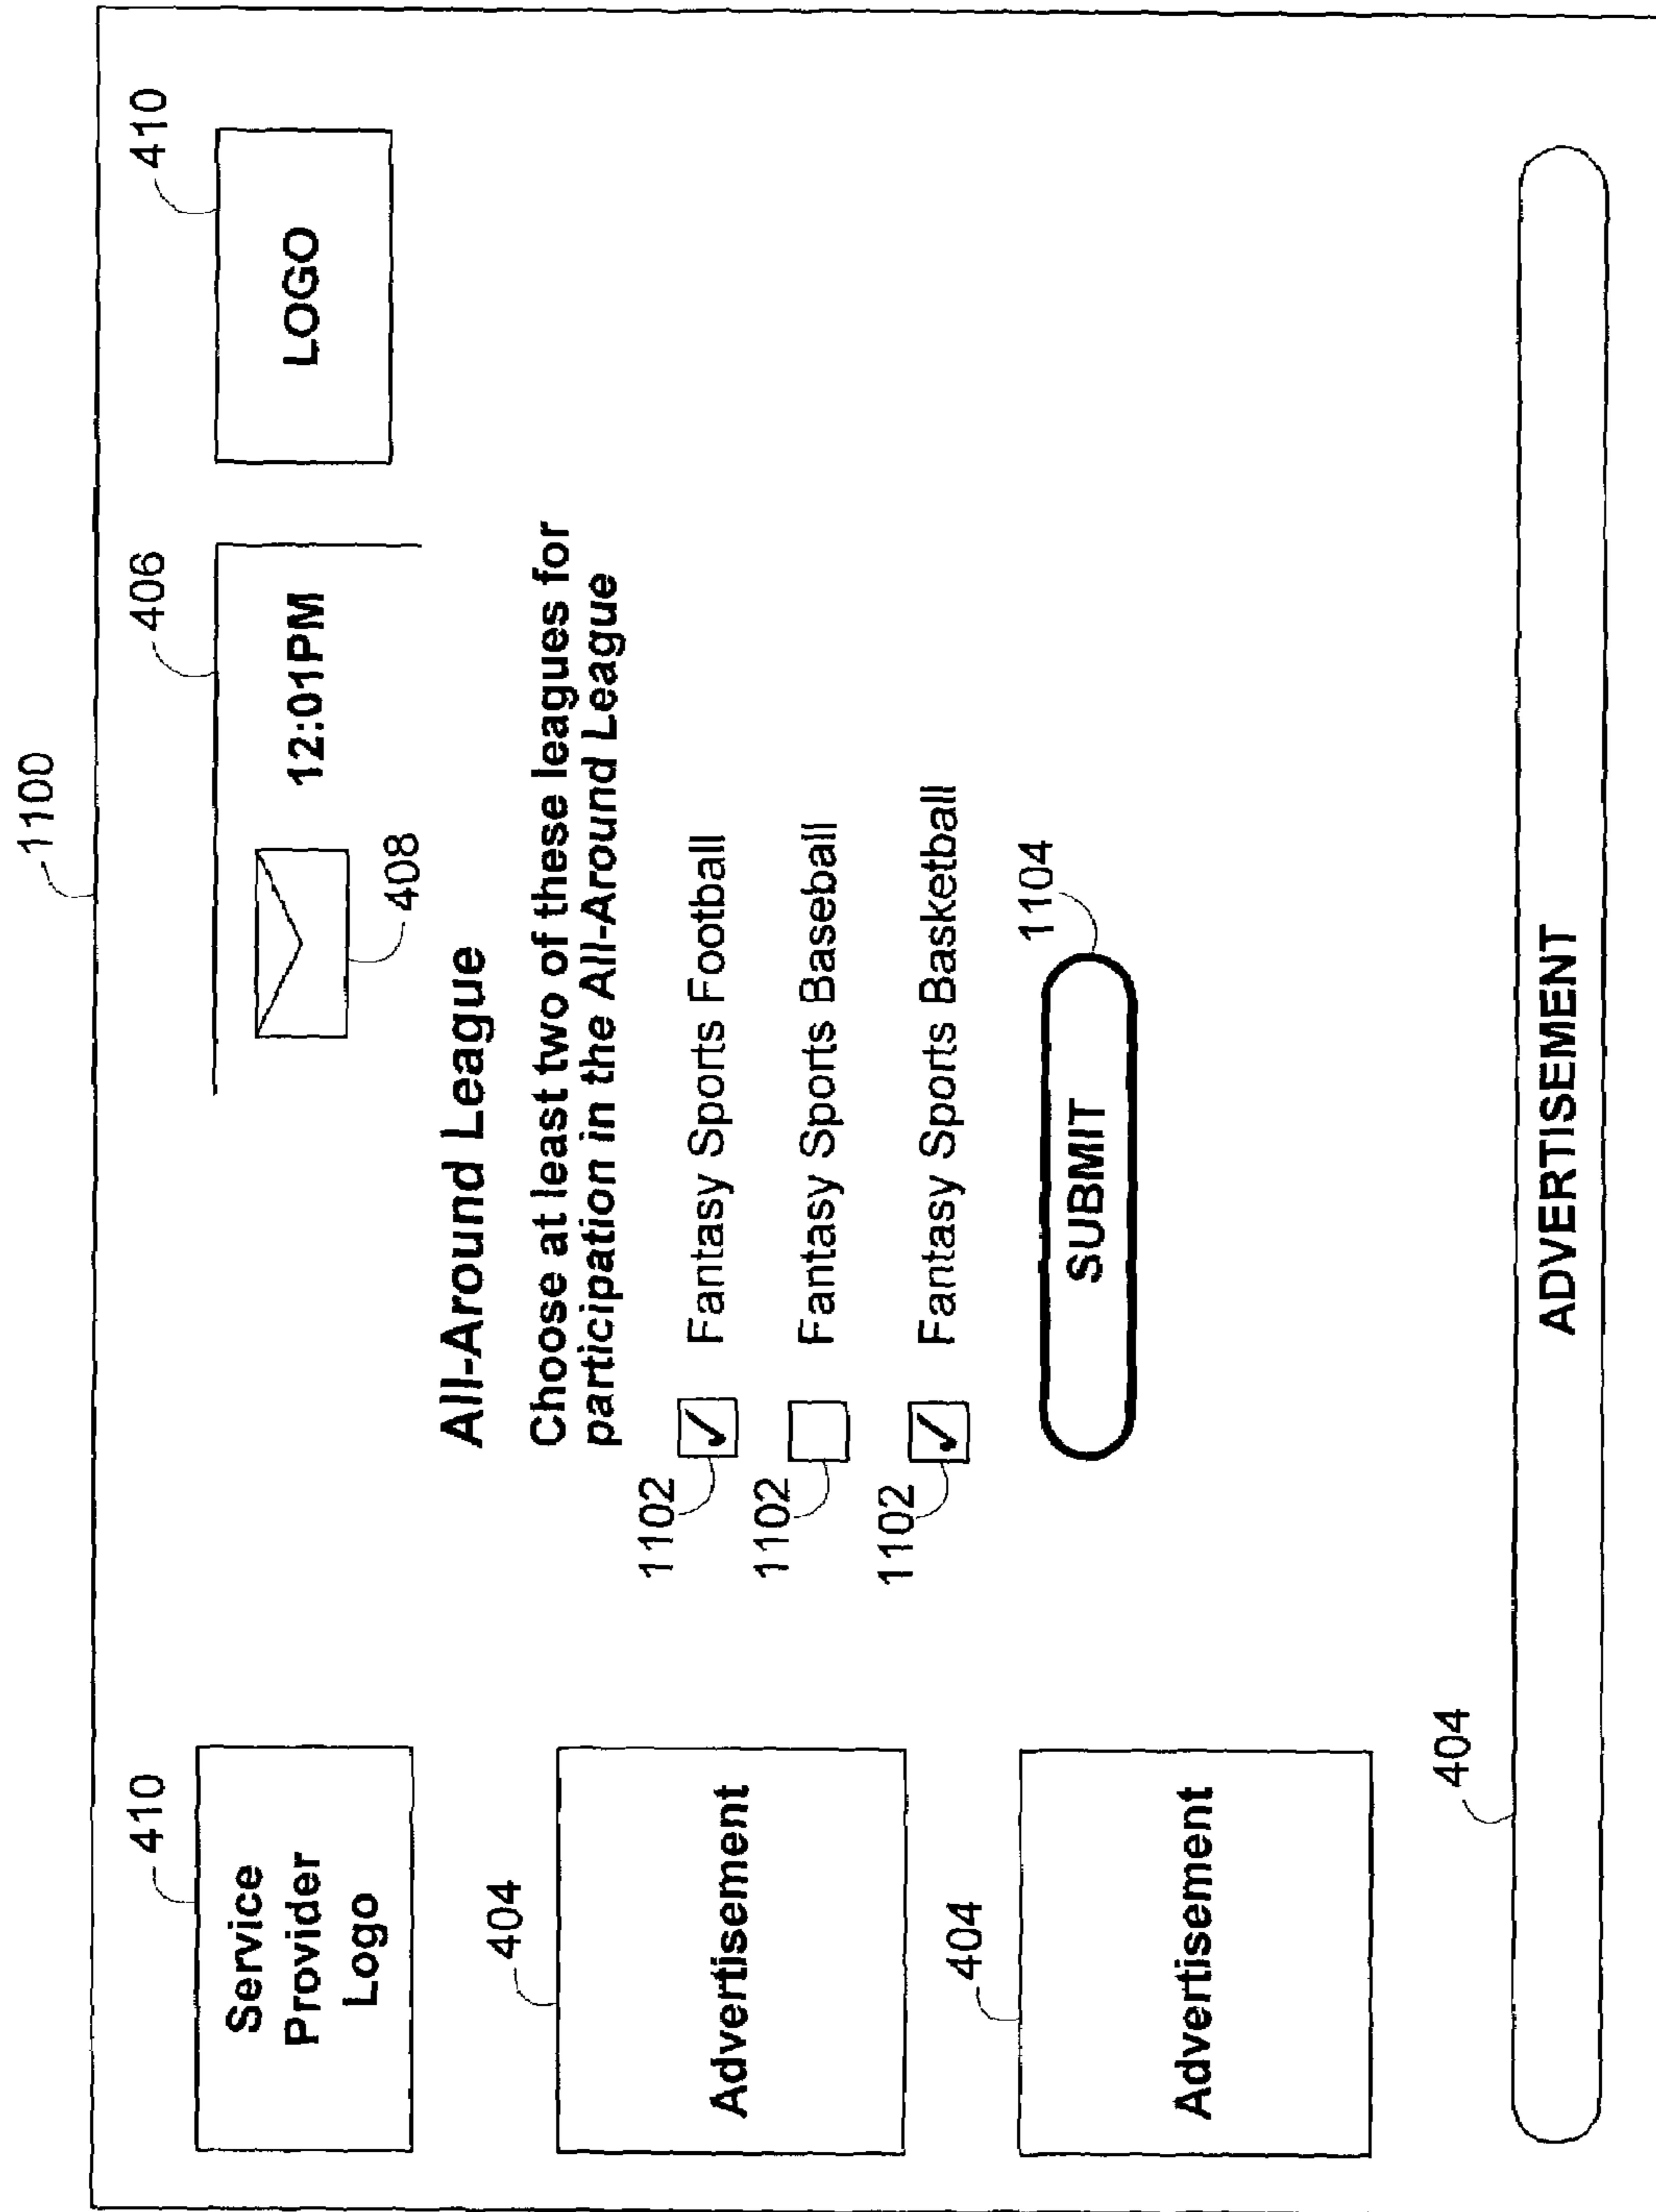 1100
410
406
410
Service
Provider
Logo
12:01PM
LOGO
408
All-Around League
404
Choose at least two of these leagues for
participation in the All-Around League
Advertisement
1102
Fantasy Sports Football
1102
Fantasy Sports Baseball
1102
Fantasy Sports Basketball
404
1104
Advertisement
SUBMIT
404
ADVERTISEMENT